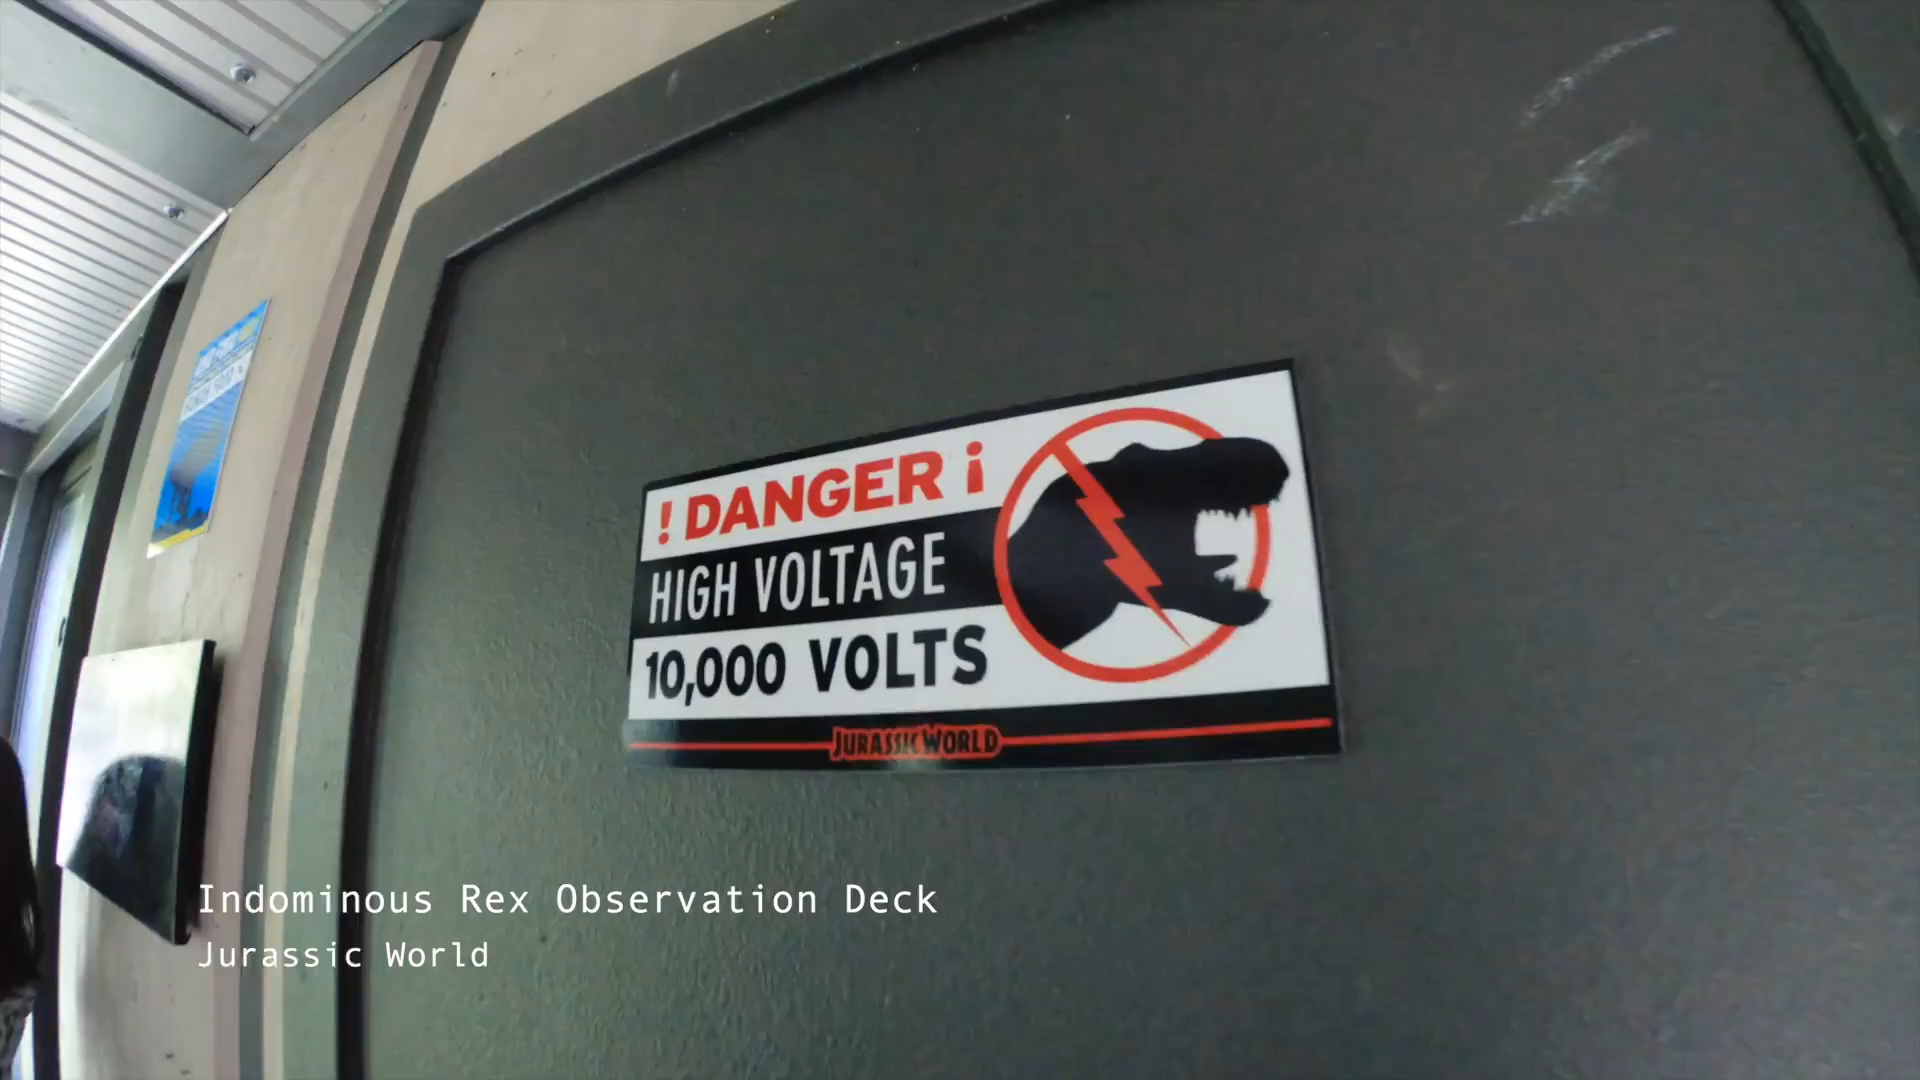 ! DANGER ¡
HIGH VOLTAGE
10,000 VOLTS
JURASSIC WORLD
Indominous Rex Observation Deck
Jurassic World